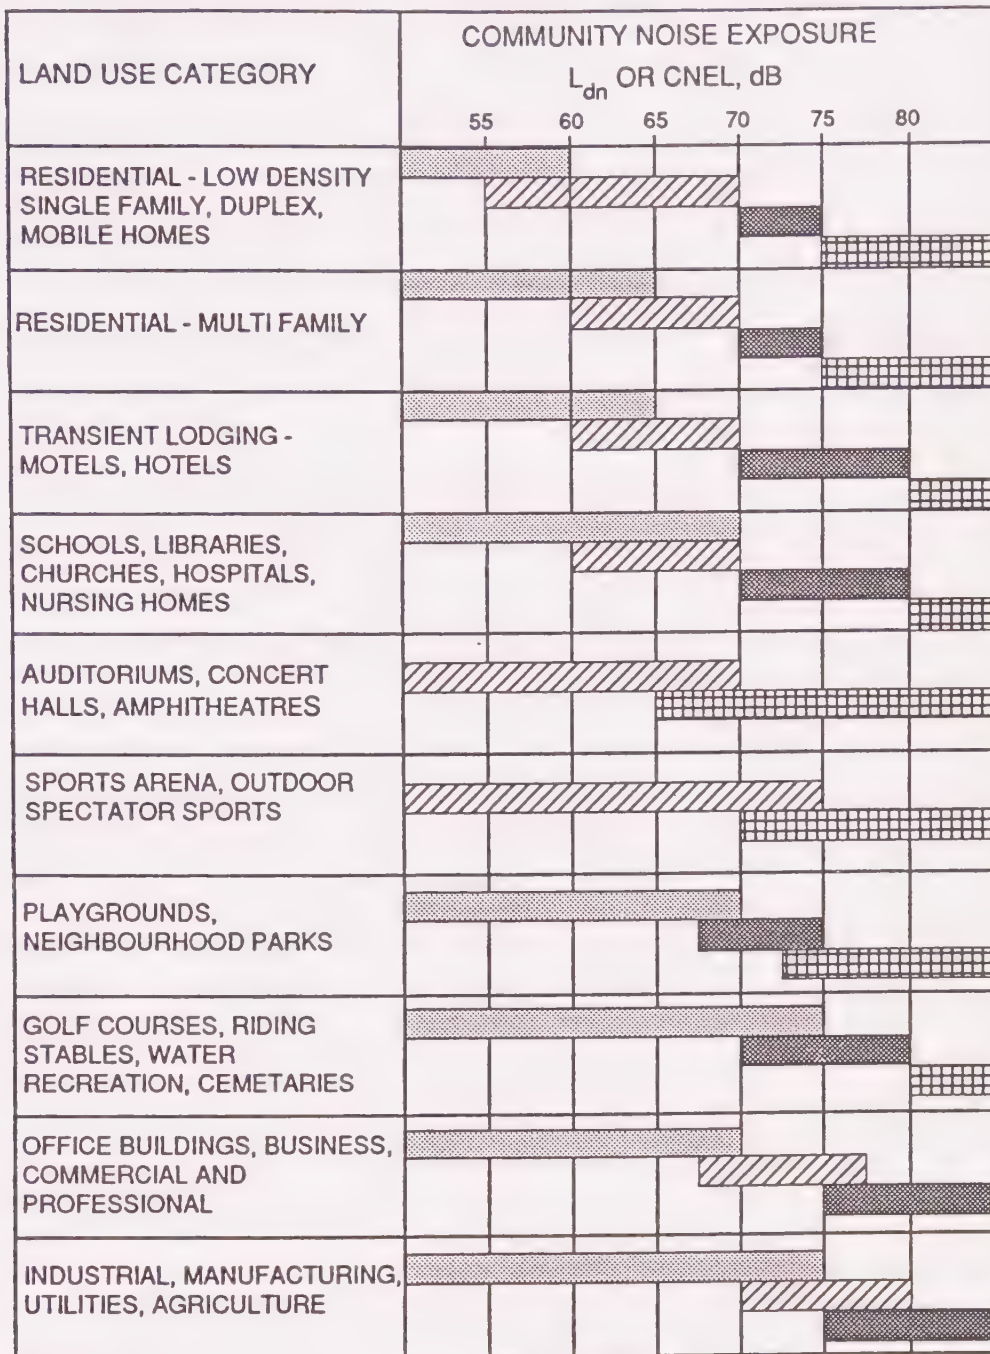 LAND USE CATEGORY
COMMUNITY NOISE EXPOSURE
Ldn OR CNEL, dB
55 60 65 70 75 80
RESIDENTIAL - LOW DENSITY
SINGLE FAMILY, DUPLEX,
MOBILE HOMES
RESIDENTIAL - MULTI FAMILY
TRANSIENT LODGING -
MOTELS, HOTELS
SCHOOLS, LIBRARIES,
CHURCHES, HOSPITALS,
NURSING HOMES
AUDITORIUMS, CONCERT
HALLS, AMPHITHEATRES
SPORTS ARENA, OUTDOOR
SPECTATOR SPORTS
PLAYGROUNDS,
NEIGHBOURHOOD PARKS
GOLF COURSES, RIDING
STABLES, WATER
RECREATION, CEMETARIES
OFFICE BUILDINGS, BUSINESS,
COMMERCIAL AND
PROFESSIONAL
INDUSTRIAL, MANUFACTURING,
UTILITIES, AGRICULTURE